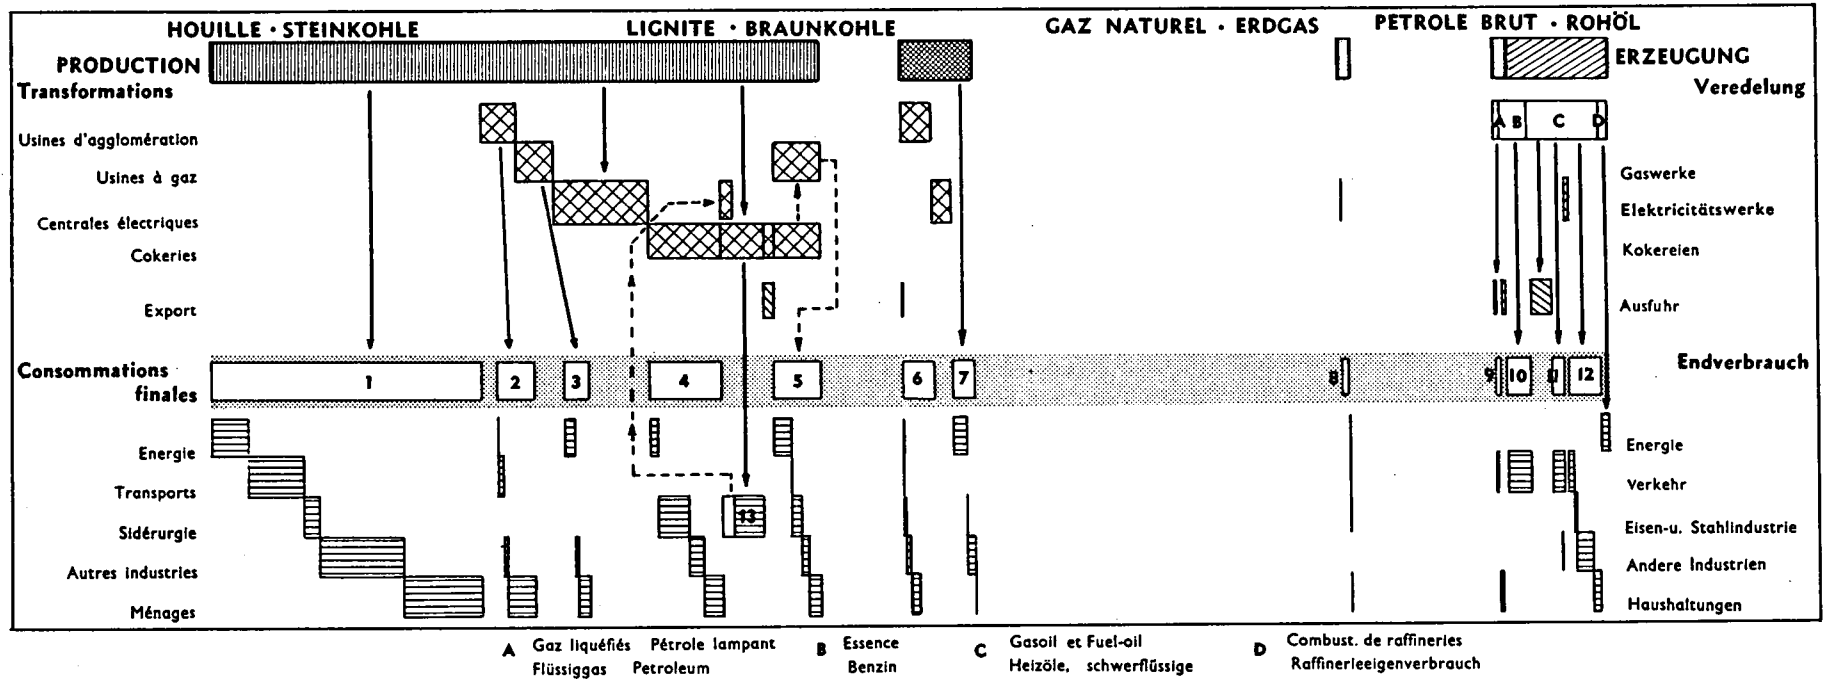 HOUILLE · STEINKOHLE LIGNITE · BRAUNKOHLE GAZ NATUREL · ERDGAS PETROLE BRUT · ROHÖL
PRODUCTION ERZEUGUNG
Transformations Veredelung
A B C D
Usines d'agglomération
Usines à gaz Gaswerke
Centrales électriques Elektricitätswerke
Cokeries Kokereien
Export Ausfuhr
Consommations finales Endverbrauch
1 2 3 4 5 6 7 8 9 10 11 12
Energie Energie
Transports Verkehr
13
Sidérurgie Eisen-u. Stahlindustrie
Autres industries Andere Industrien
Ménages Haushaltungen
A Gaz liquéfiés Pétrole lampant B Essence C Gasoil et Fuel-oil D Combust. de raffineries
Flüssiggas Petroleum Benzin Heizöle, schwerflüssige Raffinerieeigenverbrauch